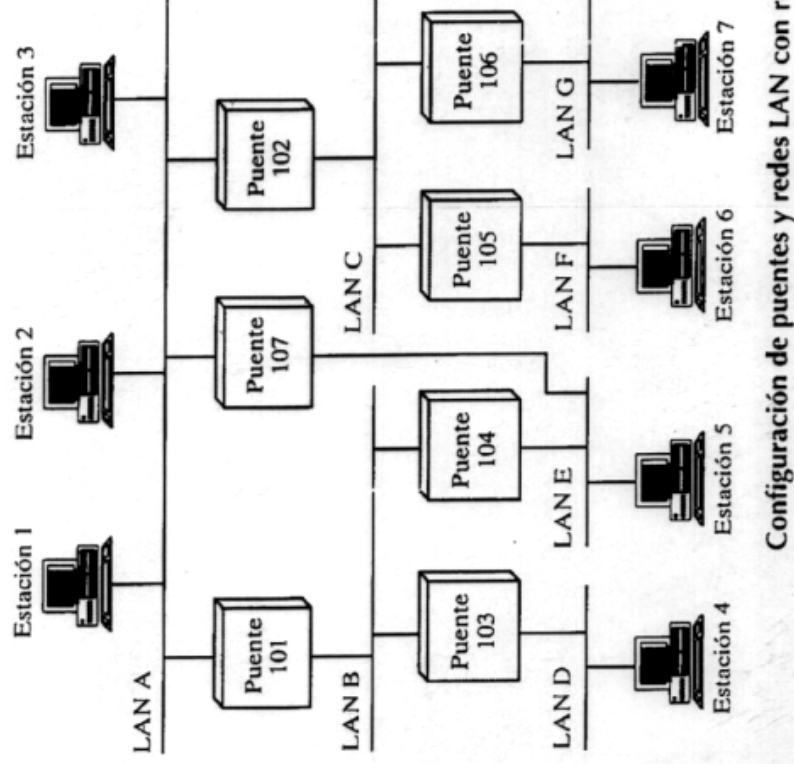 Estación 1
Estación 2
Estación 3
LAN A
Puente
101
Puente
107
Puente
102
LAN B
LAN C
Puente
103
Puente
104
Puente
105
Puente
106
LAN D
LAN E
LAN F
LAN G
Estación 4
Estación 5
Estación 6
Estación 7
Configuración de puentes y redes LAN con